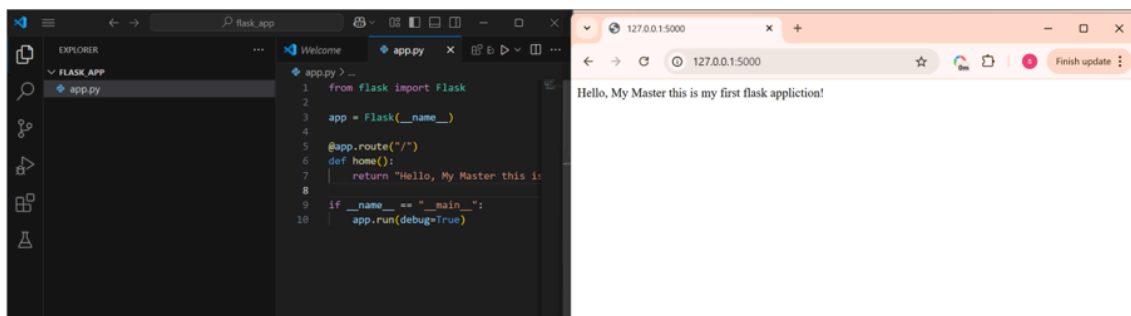 flask_app
EXPLORER
FLASK_APP
app.py
Welcome
app.py
app.py > ...
1 from flask import Flask
2
3 app = Flask(__name__)
4
5 @app.route("/")
6 def home():
7 return "Hello, My Master this is
8
9 if __name__ == "__main__":
10 app.run(debug=True)
127.0.0.1:5000
127.0.0.1:5000
0m
Finish update
Hello, My Master this is my first flask appliction!